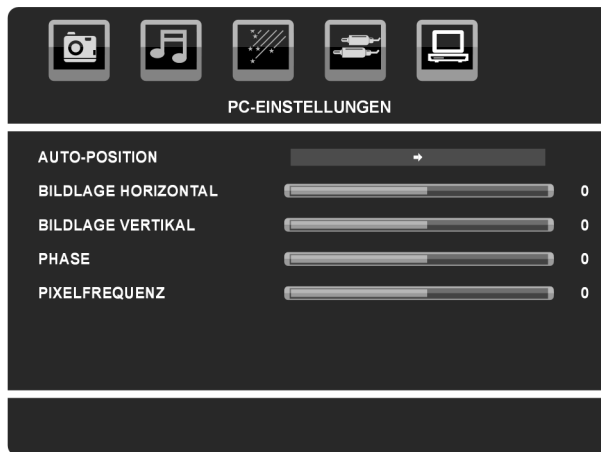 PC-EINSTELLUNGEN
AUTO-POSITION
BILDLAGE HORIZONTAL 0
BILDLAGE VERTIKAL 0
PHASE 0
PIXELFREQUENZ 0